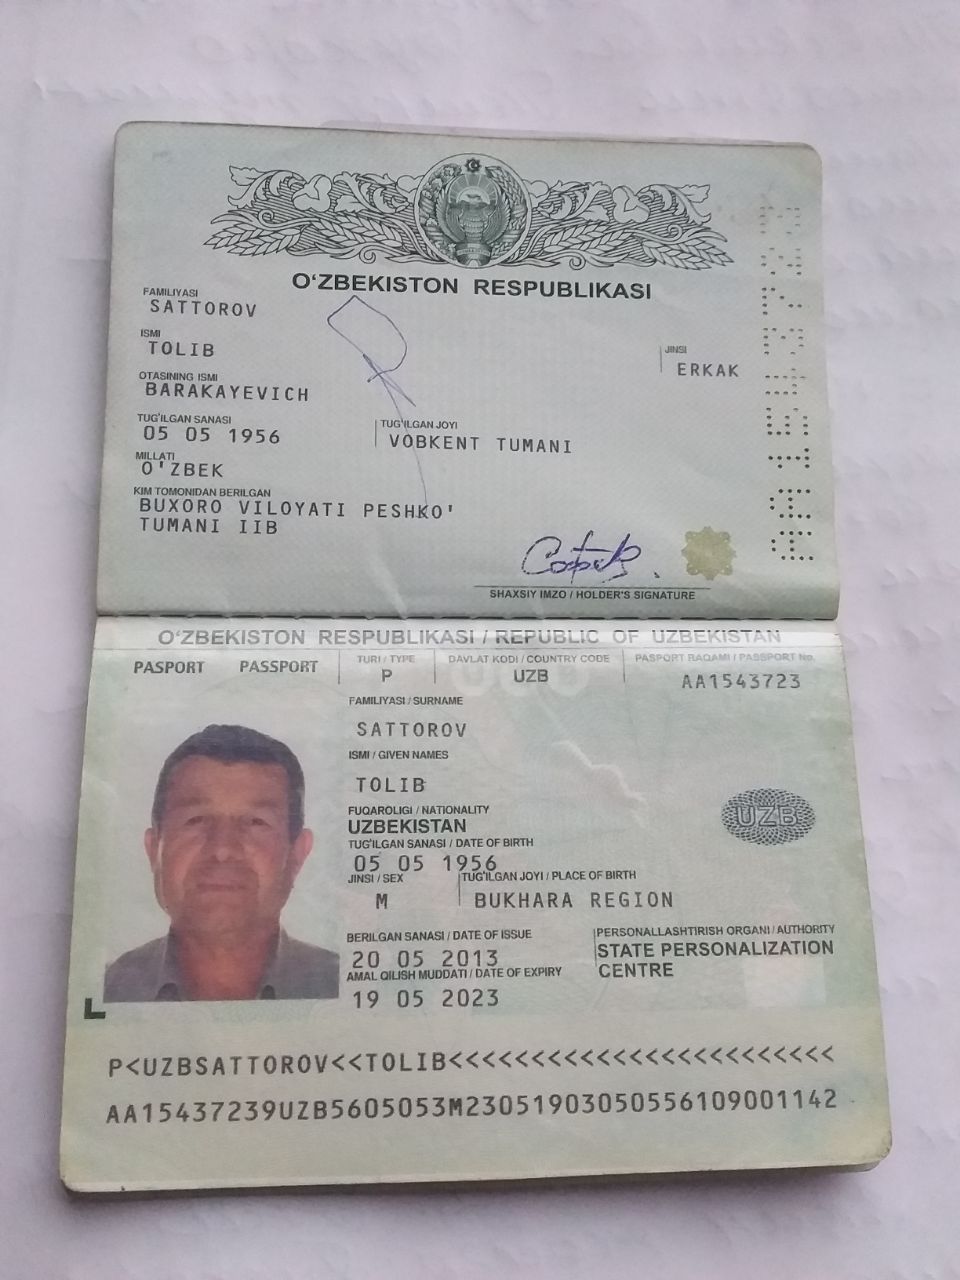 O‘ZBEKISTON RESPUBLIKASI
FAMILIYASI
SATTOROV
ISMI
TOLIB
JINSI
ERKAK
OTASINING ISMI
BARAKAYEVICH
TUG‘ILGAN SANASI
05 05 1956
TUG‘ILGAN JOYI
VOBKENT TUMANI
MILLATI
O'ZBEK
KIM TOMONIDAN BERILGAN
BUXORO VILOYATI PESHKO'
TUMANI IIB
SHAXSIY IMZO / HOLDER'S SIGNATURE
AA1543723
O‘ZBEKISTON RESPUBLIKASI / REPUBLIC OF UZBEKISTAN
PASPORT PASSPORT
TURI / TYPE
P
DAVLAT KODI / COUNTRY CODE
UZB
PASPORT RAQAMI / PASSPORT No.
AA1543723
FAMILIYASI / SURNAME
SATTOROV
ISMI / GIVEN NAMES
TOLIB
FUQAROLIGI / NATIONALITY
UZBEKISTAN
UZB
TUG‘ILGAN SANASI / DATE OF BIRTH
05 05 1956
JINSI / SEX
M
TUG‘ILGAN JOYI / PLACE OF BIRTH
BUKHARA REGION
BERILGAN SANASI / DATE OF ISSUE
20 05 2013
PERSONALLASHTIRISH ORGANI / AUTHORITY
STATE PERSONALIZATION
CENTRE
AMAL QILISH MUDDATI / DATE OF EXPIRY
19 05 2023
P<UZBSATTOROV<<TOLIB<<<<<<<<<<<<<<<<<<<<<<<<
AA15437239UZB5605053M23051903050556109001142